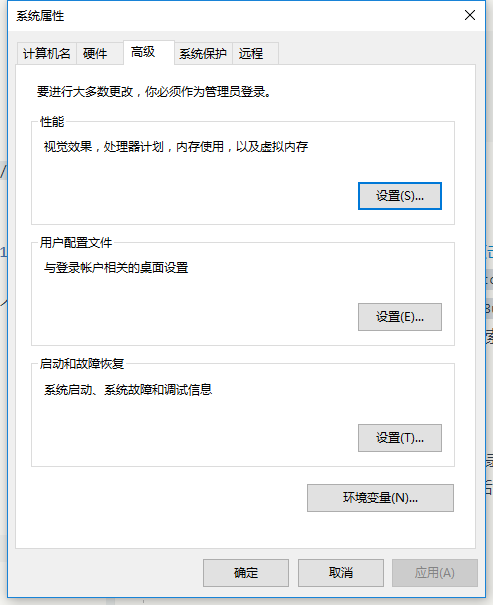 系统属性
计算机名 硬件 高级 系统保护 远程
要进行大多数更改，你必须作为管理员登录。
性能
视觉效果，处理器计划，内存使用，以及虚拟内存
设置(S)...
用户配置文件
与登录帐户相关的桌面设置
设置(E)...
启动和故障恢复
系统启动、系统故障和调试信息
设置(T)...
环境变量(N)...
确定 取消 应用(A)